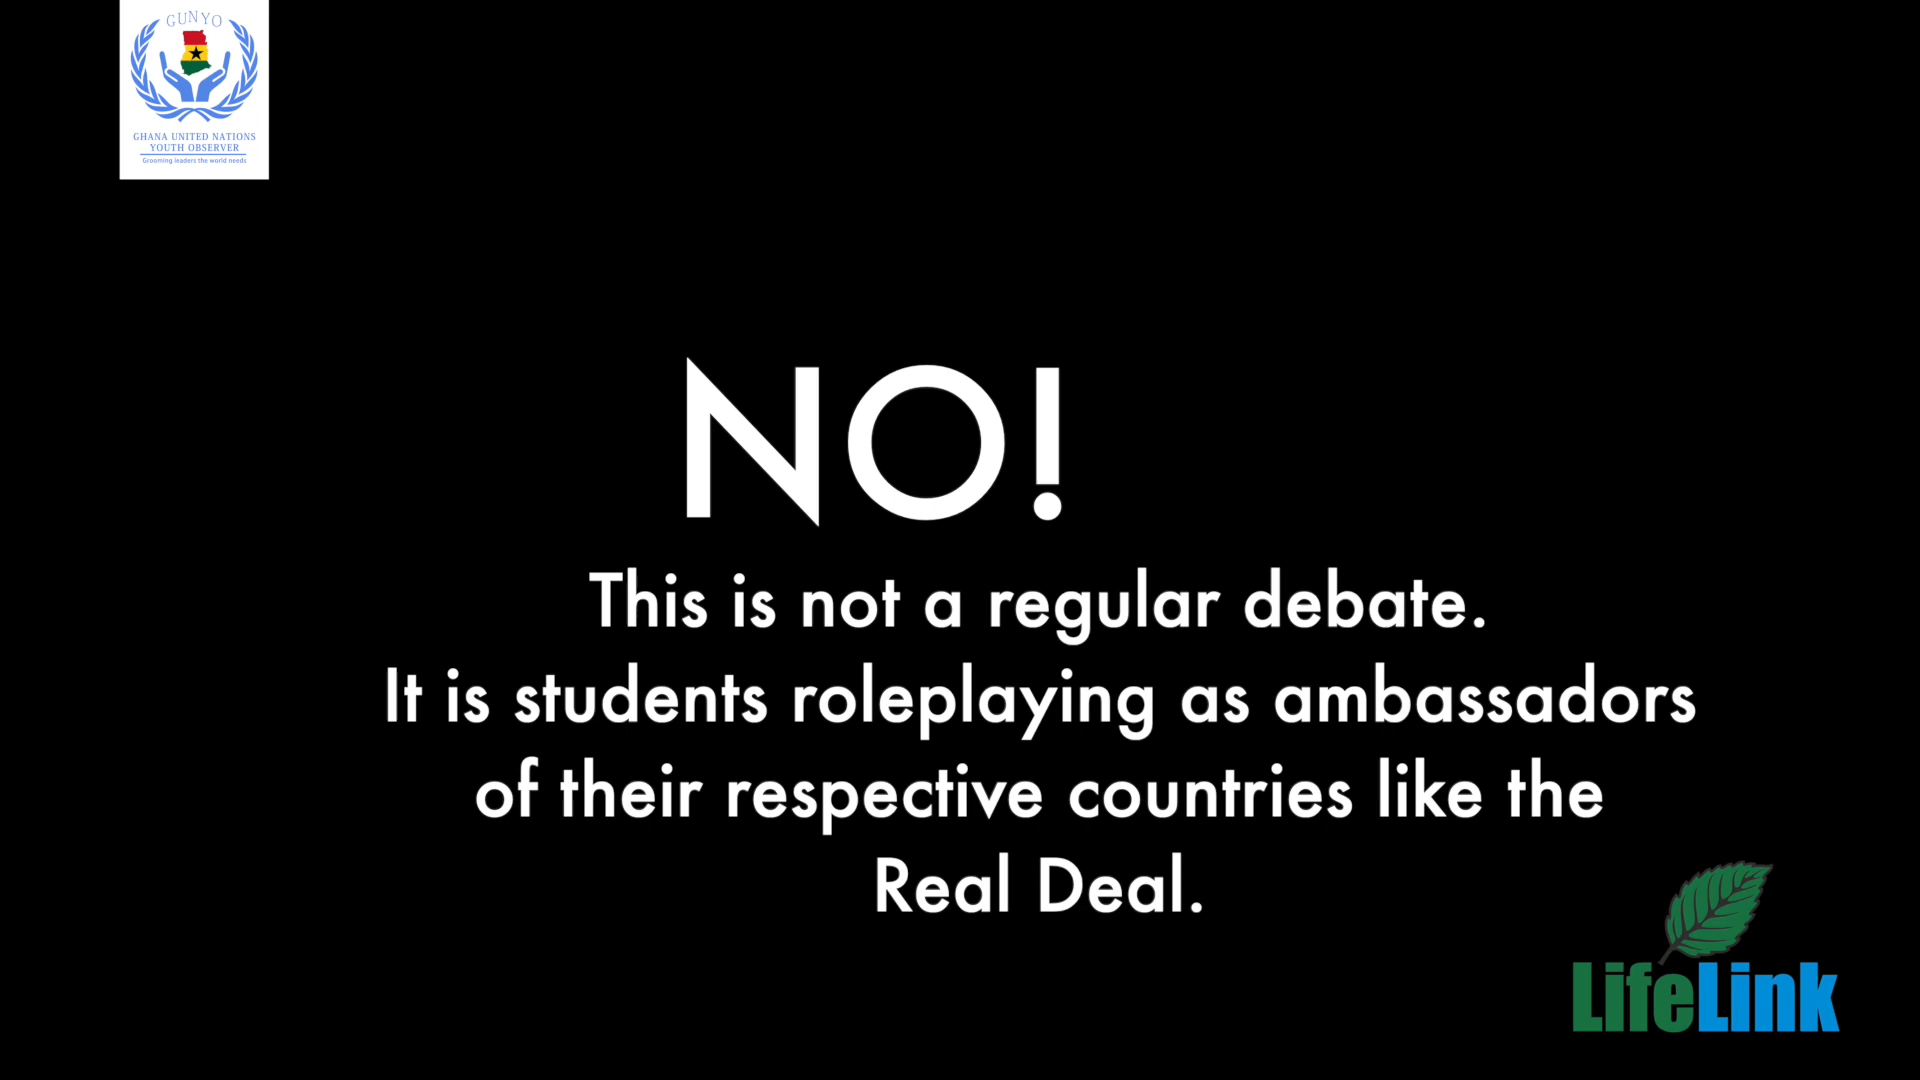 GUNYO
GHANA UNITED NATIONS
YOUTH OBSERVER
Grooming leaders the world needs
NO!
This is not a regular debate.
It is students roleplaying as ambassadors
of their respective countries like the
Real Deal.
LifeLink